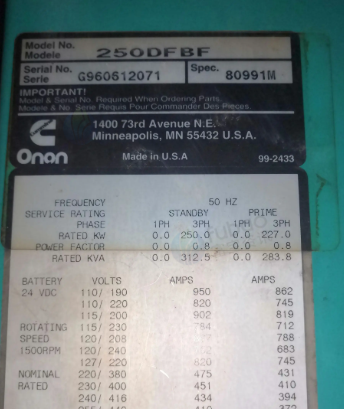 Model No.
Modele 250DFBF
Serial No. Spec.
Serie G960612071 80991M
IMPORTANT!
Model & Serial No. Required When Ordering Parts.
Modele & No. Serie Requis Pour Commander Des Pieces.
1400 73rd Avenue N.E.
Minneapolis, MN 55432 U.S.A.
Onan Made in U.S.A 99-2433
FREQUENCY 50 HZ
SERVICE RATING STANDBY PRIME
PHASE 1PH 3PH 1PH 3PH
RATED KW 0.0 250.0 0.0 227.0
POWER FACTOR 0.0 0.8 0.0 0.8
RATED KVA 0.0 312.5 0.0 283.8
BATTERY VOLTS AMPS AMPS
24 VDC 110/ 190 950 862
110/ 220 820 745
115/ 200 902 819
ROTATING 115/ 230 784 712
SPEED 120/ 208 788
1500RPM 120/ 240 683
127/ 220 820 745
NOMINAL 220/ 380 475 431
RATED 230/ 400 451 410
240/ 416 434 394